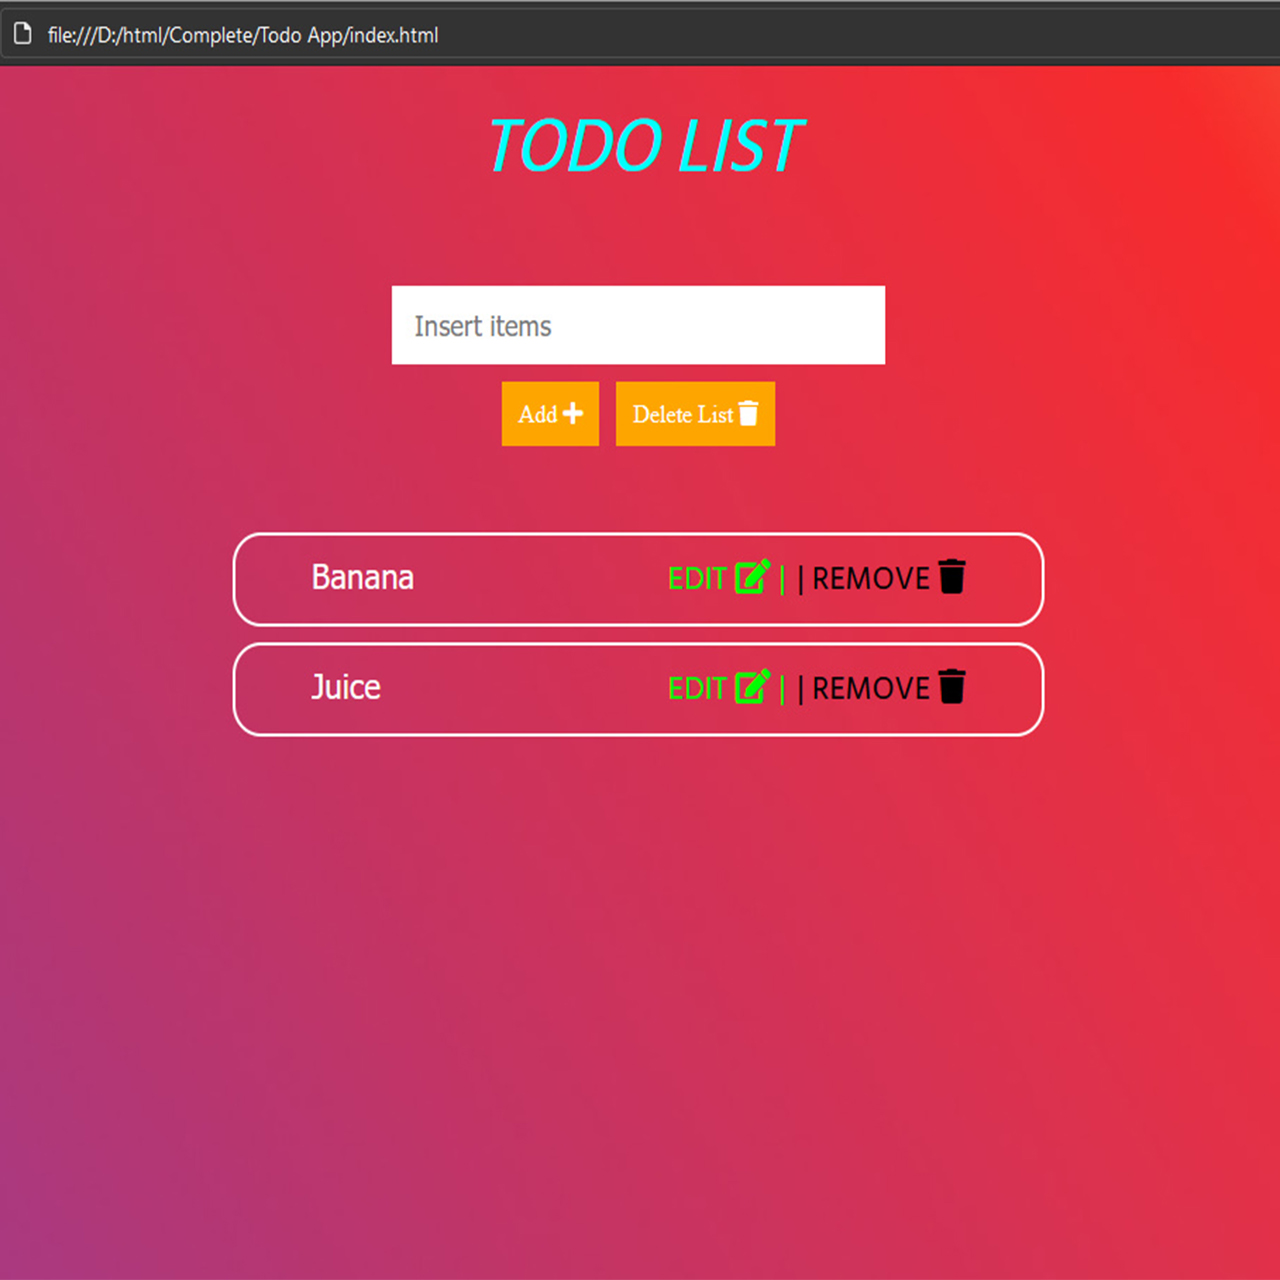 file:///D:/html/Complete/Todo App/index.html
TODO LIST
Insert items
Add Delete List
Banana EDIT | | REMOVE
Juice EDIT | | REMOVE